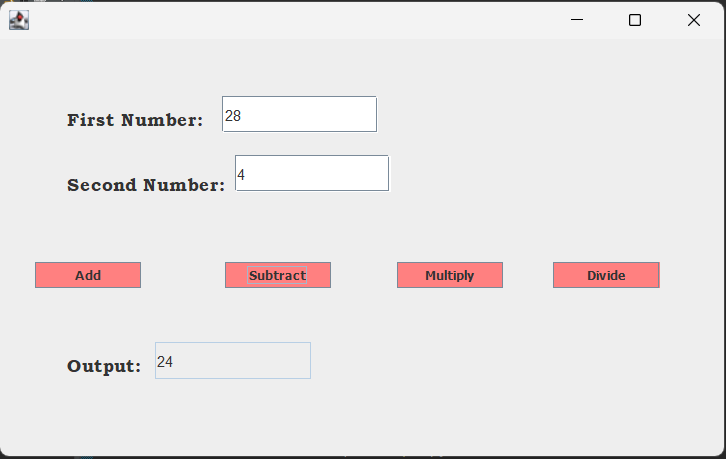 First Number: 28
Second Number: 4
Add Subtract Multiply Divide
Output: 24